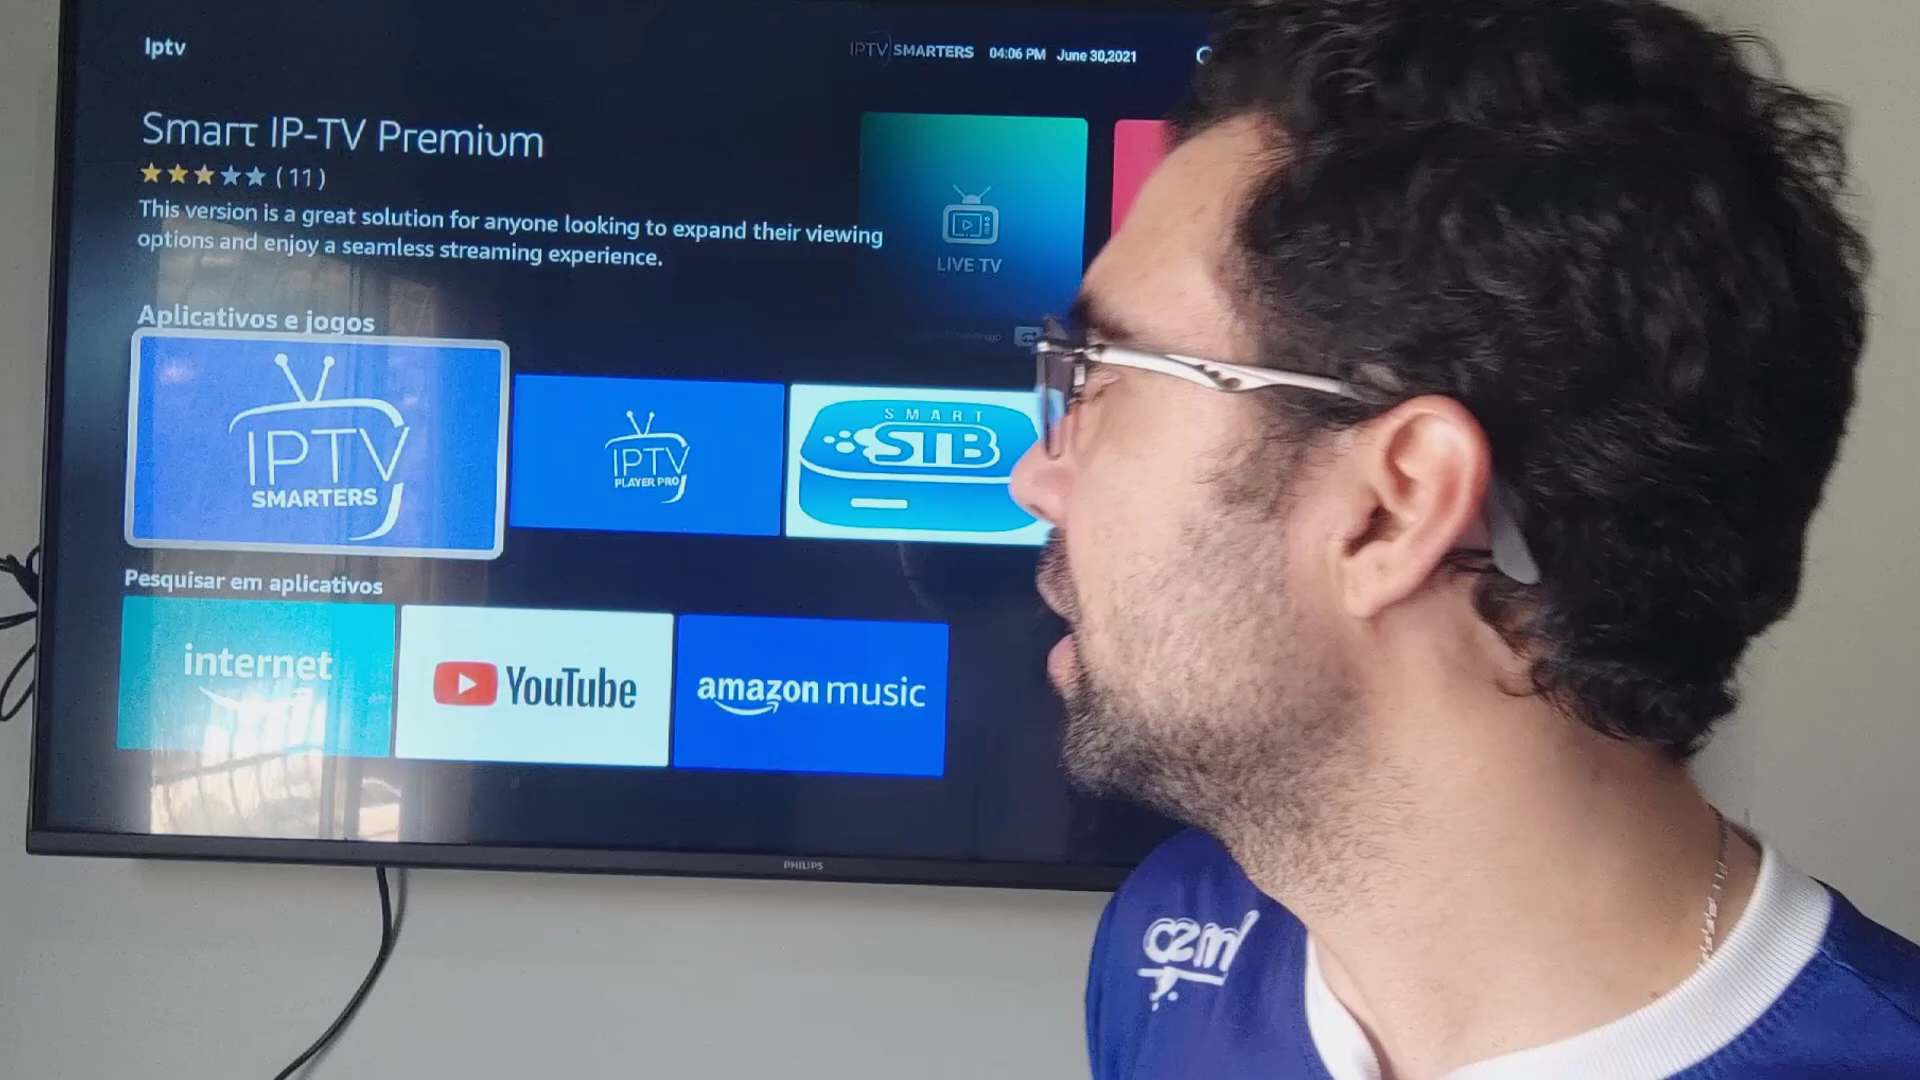 Iptv
IPTV SMARTERS 04:06 PM June 30,2021
Smart IP-TV Premium
(11)
This version is a great solution for anyone looking to expand their viewing
options and enjoy a seamless streaming experience.
LIVE TV
Aplicativos e jogos
IPTV
SMARTERS
IPTV
PLAYER PRO
SMART
STB
Pesquisar em aplicativos
internet
YouTube
amazon music
PHILIPS